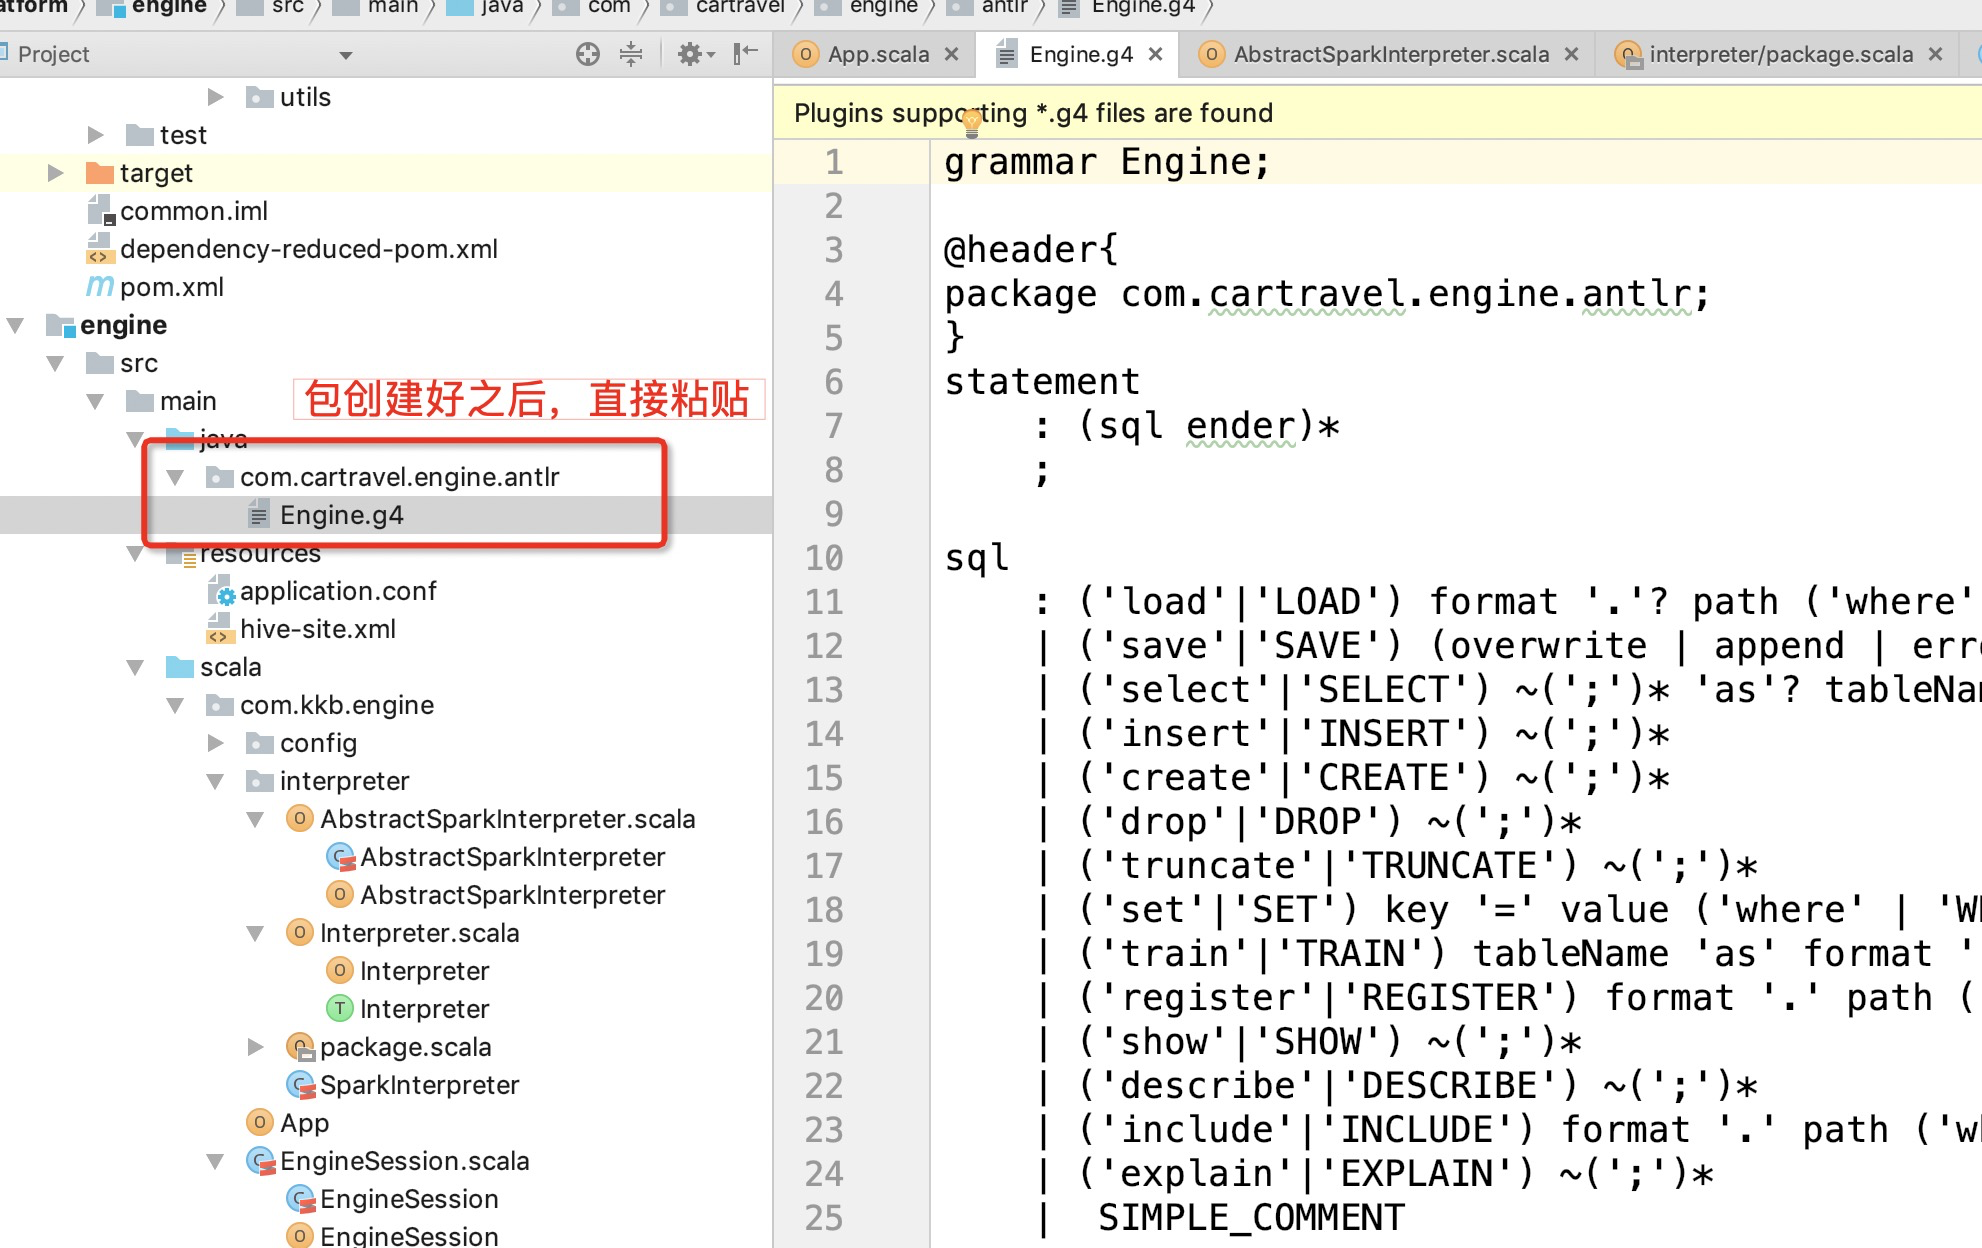 atform engine src main java com cartravel engine antlr Engine.g4
Project
App.scala Engine.g4 AbstractSparkInterpreter.scala interpreter/package.scala
utils
test
target
common.iml
dependency-reduced-pom.xml
pom.xml
engine
src
main
包创建好之后，直接粘贴
java
com.cartravel.engine.antlr
Engine.g4
resources
application.conf
hive-site.xml
scala
com.kkb.engine
config
interpreter
AbstractSparkInterpreter.scala
AbstractSparkInterpreter
AbstractSparkInterpreter
Interpreter.scala
Interpreter
Interpreter
package.scala
SparkInterpreter
App
EngineSession.scala
EngineSession
EngineSession
Plugins supporting *.g4 files are found
1 grammar Engine;
2
3 @header{
4 package com.cartravel.engine.antlr;
5 }
6 statement
7 : (sql ender)*
8 ;
9
10 sql
11 : ('load'|'LOAD') format '.'? path ('where'
12 | ('save'|'SAVE') (overwrite | append | erro
13 | ('select'|'SELECT') ~(';')* 'as'? tableNam
14 | ('insert'|'INSERT') ~(';')*
15 | ('create'|'CREATE') ~(';')*
16 | ('drop'|'DROP') ~(';')*
17 | ('truncate'|'TRUNCATE') ~(';')*
18 | ('set'|'SET') key '=' value ('where' | 'WH
19 | ('train'|'TRAIN') tableName 'as' format '
20 | ('register'|'REGISTER') format '.' path (
21 | ('show'|'SHOW') ~(';')*
22 | ('describe'|'DESCRIBE') ~(';')*
23 | ('include'|'INCLUDE') format '.' path ('wh
24 | ('explain'|'EXPLAIN') ~(';')*
25 | SIMPLE_COMMENT